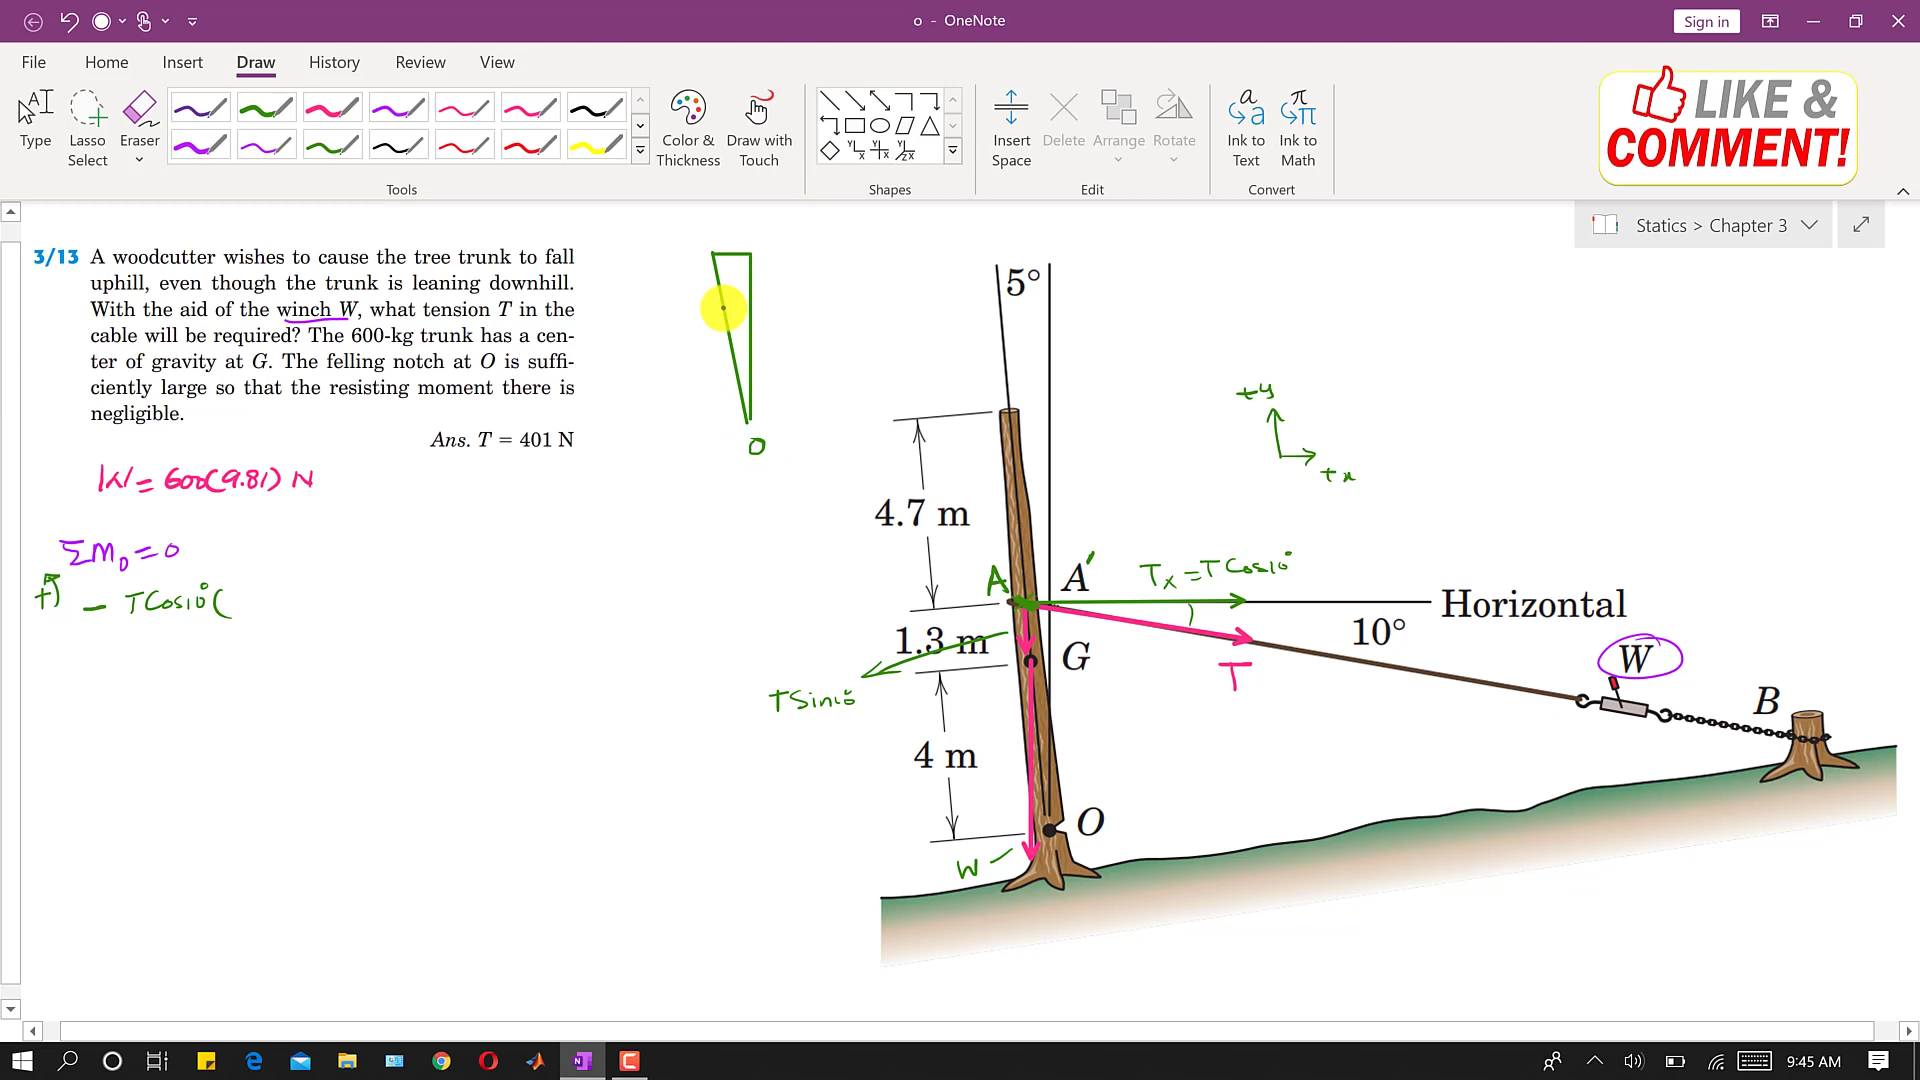 o - OneNote
Sign in
File Home Insert Draw History Review View
Type
Lasso Select
Eraser
Color & Thickness
Draw with Touch
Insert Space
Delete
Arrange
Rotate
Ink to Text
Ink to Math
Tools
Shapes
Edit
Convert
LIKE &
COMMENT!
Statics > Chapter 3
3/13 A woodcutter wishes to cause the tree trunk to fall
uphill, even though the trunk is leaning downhill.
With the aid of the winch W, what tension T in the
cable will be required? The 600-kg trunk has a cen-
ter of gravity at G. The felling notch at O is suffi-
ciently large so that the resisting moment there is
negligible.
Ans. T = 401 N
W = 600(9.81) N
ΣM₀ = 0
+) - TCos10°(
O
5°
+y
+x
4.7 m
A
A'
Tx = TCos10°
Horizontal
10°
1.3 m
G
T
W
TSin10°
B
4 m
O
W
9:45 AM